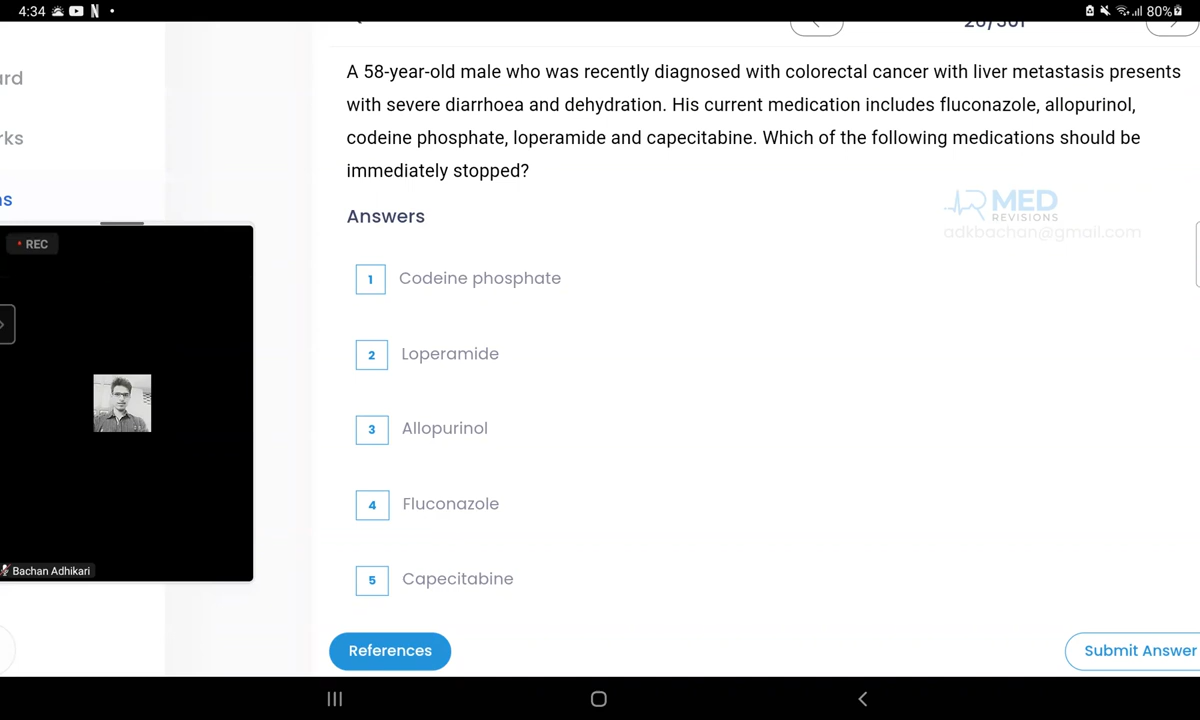 4:34 N
80%
ard
rks
ns
REC
Bachan Adhikari
A 58-year-old male who was recently diagnosed with colorectal cancer with liver metastasis presents
with severe diarrhoea and dehydration. His current medication includes fluconazole, allopurinol,
codeine phosphate, loperamide and capecitabine. Which of the following medications should be
immediately stopped?
MED
REVISIONS
adkbachan@gmail.com
Answers
1 Codeine phosphate
2 Loperamide
3 Allopurinol
4 Fluconazole
5 Capecitabine
References
Submit Answer